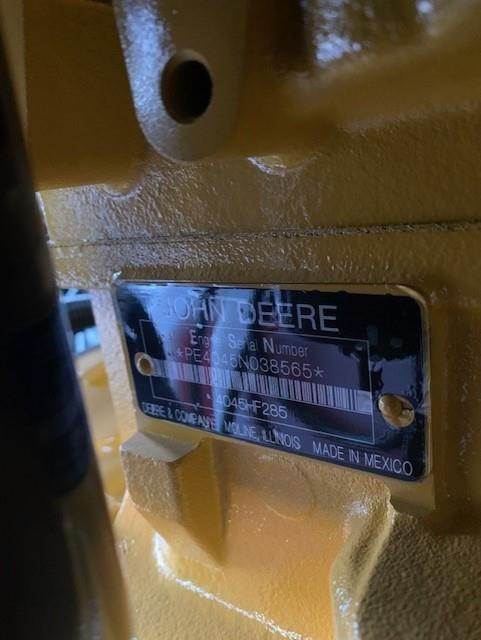 JOHN DEERE
Engine Serial Number
*PE4045N038565*
4045HF285
DEERE & COMPANY MOLINE, ILLINOIS MADE IN MEXICO